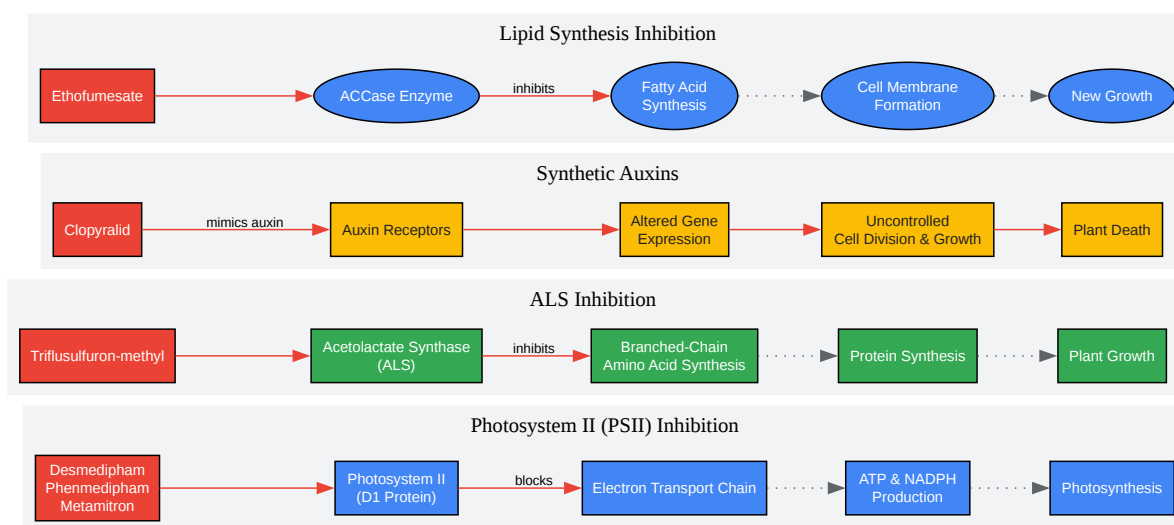 Lipid Synthesis Inhibition
Ethofumesate
ACCase Enzyme
inhibits
Fatty Acid
Synthesis
Cell Membrane
Formation
New Growth
Synthetic Auxins
Clopyralid
mimics auxin
Auxin Receptors
Altered Gene
Expression
Uncontrolled
Cell Division & Growth
Plant Death
ALS Inhibition
Triflusulfuron-methyl
Acetolactate Synthase
(ALS)
inhibits
Branched-Chain
Amino Acid Synthesis
Protein Synthesis
Plant Growth
Photosystem II (PSII) Inhibition
Desmedipham
Phenmedipham
Metamitron
Photosystem II
(D1 Protein)
blocks
Electron Transport Chain
ATP & NADPH
Production
Photosynthesis